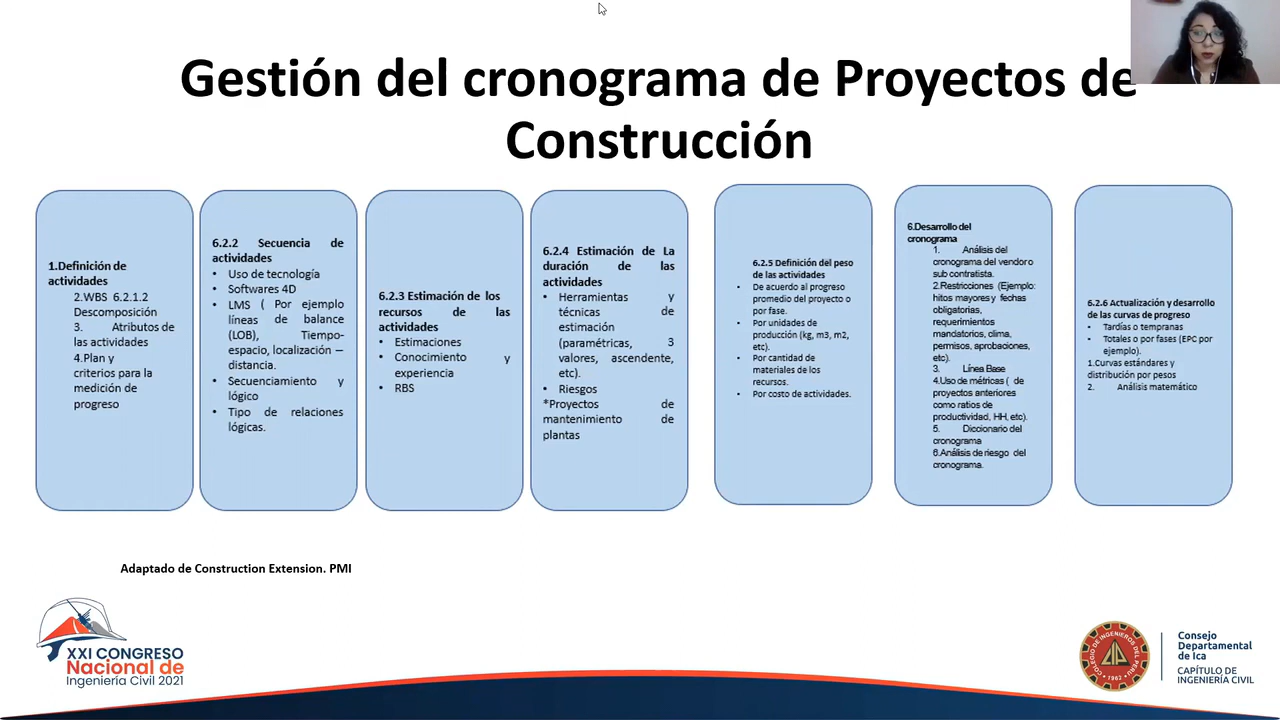 Gestión del cronograma de Proyectos de
Construcción
1.Definición de
actividades
2.WBS 6.2.1.2
Descomposición
3. Atributos de
las actividades
4.Plan y
criterios para la
medición de
progreso
6.2.2 Secuencia de
actividades
• Uso de tecnología
• Softwares 4D
• LMS ( Por ejemplo
líneas de balance
(LOB), Tiempo-
espacio, localización –
distancia.
• Secuenciamiento y
lógico
• Tipo de relaciones
lógicas.
6.2.3 Estimación de los
recursos de las
actividades
• Estimaciones
• Conocimiento y
experiencia
• RBS
6.2.4 Estimación de La
duración de las
actividades
• Herramientas y
técnicas de
estimación
(paramétricas, 3
valores, ascendente,
etc).
• Riesgos
*Proyectos de
mantenimiento de
plantas
6.2.5 Definición del peso
de las actividades
• De acuerdo al progreso
promedio del proyecto o
por fase.
• Por unidades de
producción (kg, m3, m2,
etc).
• Por cantidad de
materiales de los
recursos.
• Por costo de actividades.
6.Desarrollo del
cronograma
1. Análisis del
cronograma del vendor o
sub contratista.
2.Restricciones (Ejemplo:
hitos mayores y fechas
obligatorias,
requerimientos
mandatorios, clima,
permisos, aprobaciones,
etc).
3. Línea Base
4.Uso de métricas ( de
proyectos anteriores
como ratios de
productividad, HH, etc).
5. Diccionario del
cronograma
6.Análisis de riesgo del
cronograma.
6.2.6 Actualización y desarrollo
de las curvas de progreso
• Tardías o tempranas
• Totales o por fases (EPC por
ejemplo).
1.Curvas estándares y
distribución por pesos
2. Análisis matemático
Adaptado de Construction Extension. PMI
XXI CONGRESO
Nacional de
Ingeniería Civil 2021
COLEGIO DE INGENIEROS DEL PERU
1962
Consejo
Departamental
de Ica
CAPÍTULO DE
INGENIERÍA CIVIL